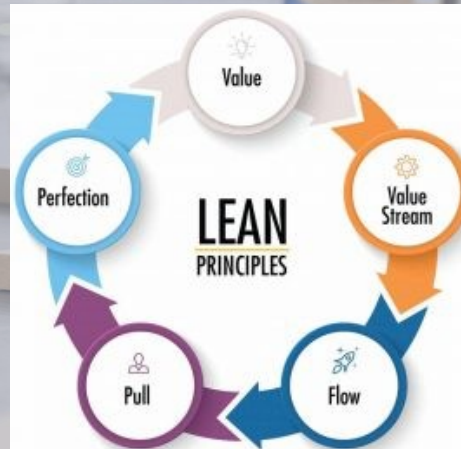 Value
Value
Stream
Flow
Pull
Perfection
LEAN
PRINCIPLES